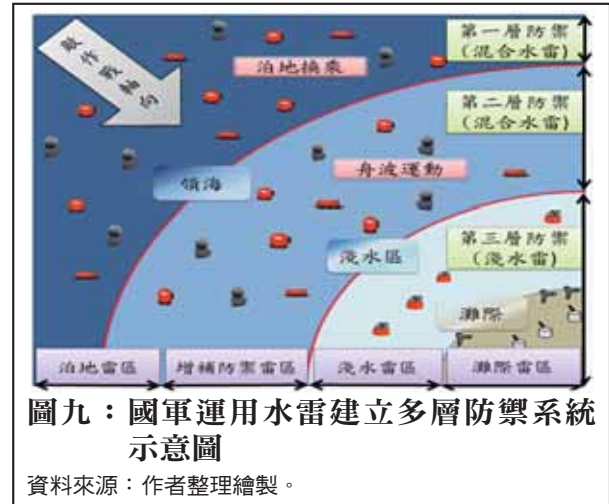 敵作戰軸向
泊地換乘
第一層防禦
(混合水雷)
第二層防禦
(混合水雷)
舟波運動
領海
淺水區
第三層防禦
(淺水雷)
灘際
泊地雷區
增補防禦雷區
淺水雷區
灘際雷區
圖九：國軍運用水雷建立多層防禦系統
示意圖
資料來源：作者整理繪製。